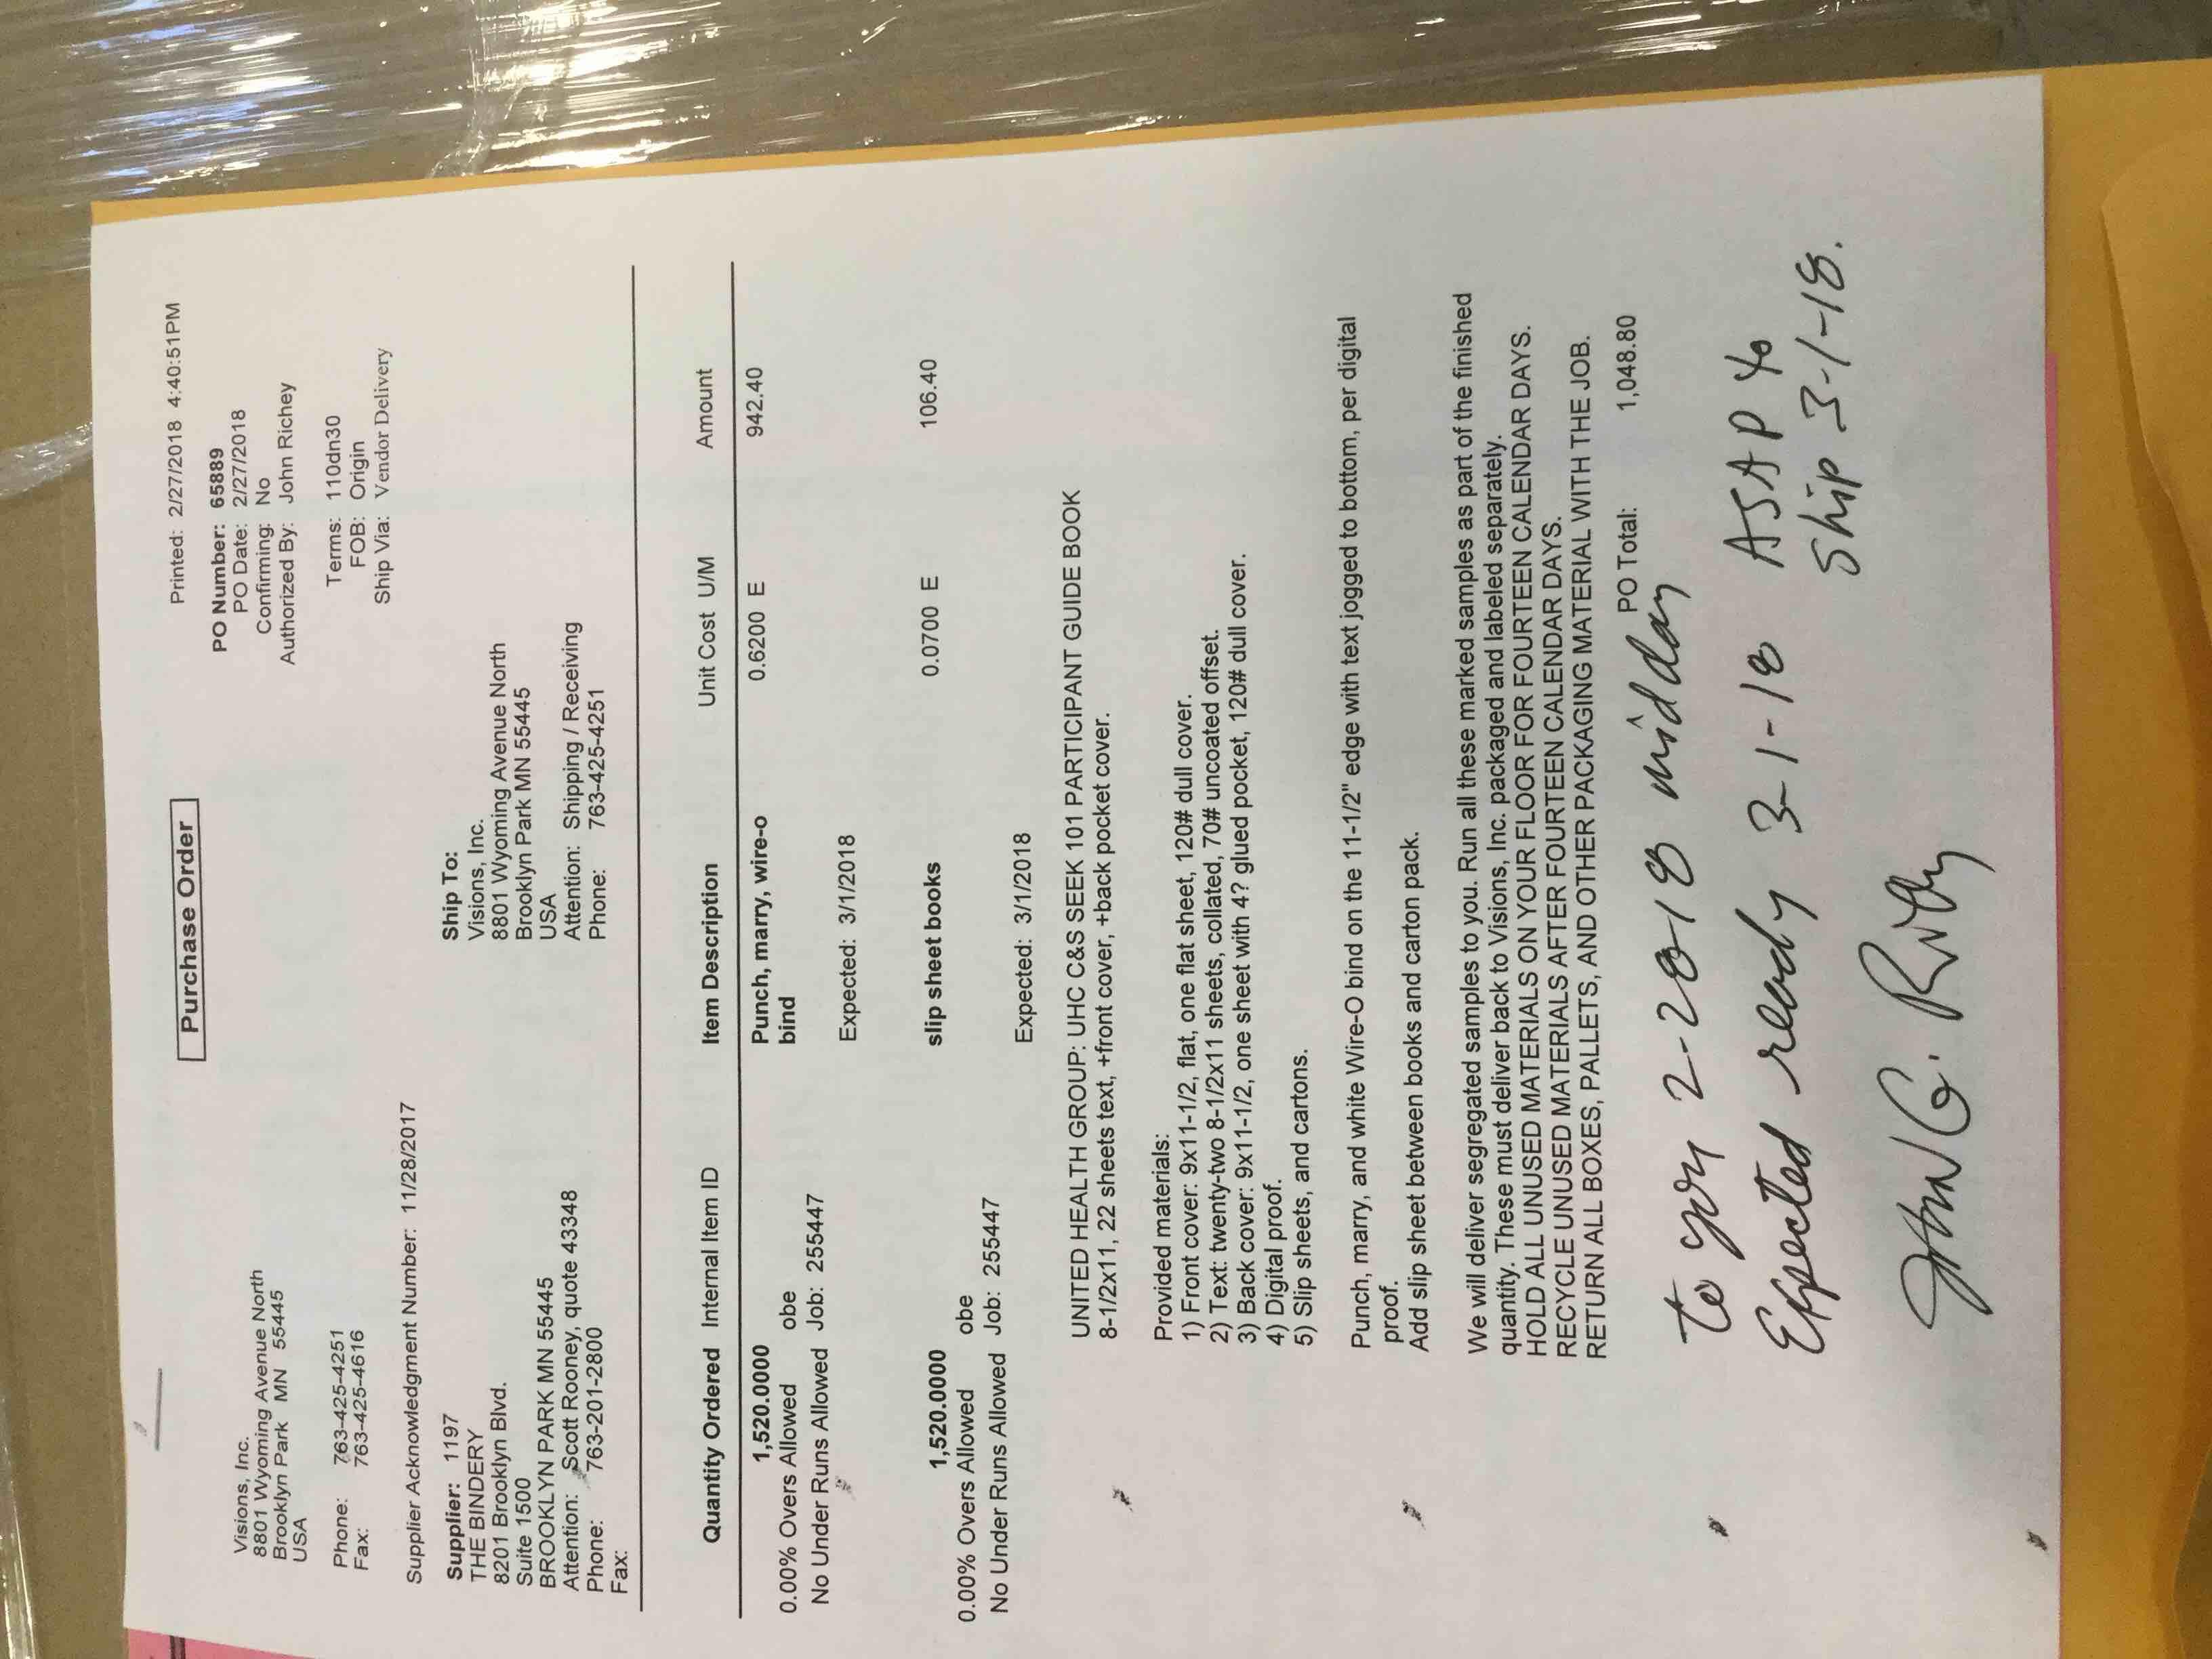 Purchase Order
Printed: 2/27/2018 4:40:51PM
Visions, Inc.
8801 Wyoming Avenue North
Brooklyn Park MN 55445
USA
Phone: 763-425-4251
Fax: 763-425-4616
PO Number: 65889
PO Date: 2/27/2018
Confirming: No
Authorized By: John Richey
Terms: 110dn30
FOB: Origin
Ship Via: Vendor Delivery
Supplier Acknowledgment Number: 11/28/2017
Supplier: 1197
THE BINDERY
8201 Brooklyn Blvd.
Suite 1500
BROOKLYN PARK MN 55445
Attention: Scott Rooney, quote 43348
Phone: 763-201-2800
Fax:
Ship To:
Visions, Inc.
8801 Wyoming Avenue North
Brooklyn Park MN 55445
USA
Attention: Shipping / Receiving
Phone: 763-425-4251
Quantity Ordered Internal Item ID Item Description Unit Cost U/M Amount
1,520.0000 Punch, marry, wire-o 0.6200 E 942.40
0.00% Overs Allowed obe bind
No Under Runs Allowed Job: 255447
Expected: 3/1/2018
1,520.0000 slip sheet books 0.0700 E 106.40
0.00% Overs Allowed obe
No Under Runs Allowed Job: 255447
Expected: 3/1/2018
UNITED HEALTH GROUP: UHC C&S SEEK 101 PARTICIPANT GUIDE BOOK
8-1/2x11, 22 sheets text, +front cover, +back pocket cover.
Provided materials:
1) Front cover: 9x11-1/2, flat, one flat sheet, 120# dull cover.
2) Text: twenty-two 8-1/2x11 sheets, collated, 70# uncoated offset.
3) Back cover: 9x11-1/2, one sheet with 4? glued pocket, 120# dull cover.
4) Digital proof.
5) Slip sheets, and cartons.
Punch, marry, and white Wire-O bind on the 11-1/2" edge with text jogged to bottom, per digital
proof.
Add slip sheet between books and carton pack.
We will deliver segregated samples to you. Run all these marked samples as part of the finished
quantity. These must deliver back to Visions, Inc. packaged and labeled separately.
HOLD ALL UNUSED MATERIALS ON YOUR FLOOR FOR FOURTEEN CALENDAR DAYS.
RECYCLE UNUSED MATERIALS AFTER FOURTEEN CALENDAR DAYS.
RETURN ALL BOXES, PALLETS, AND OTHER PACKAGING MATERIAL WITH THE JOB.
PO Total: 1,048.80
to you 2-28-18 midday
Expected ready 3-1-18 ASAP to
ship 3-1-18.